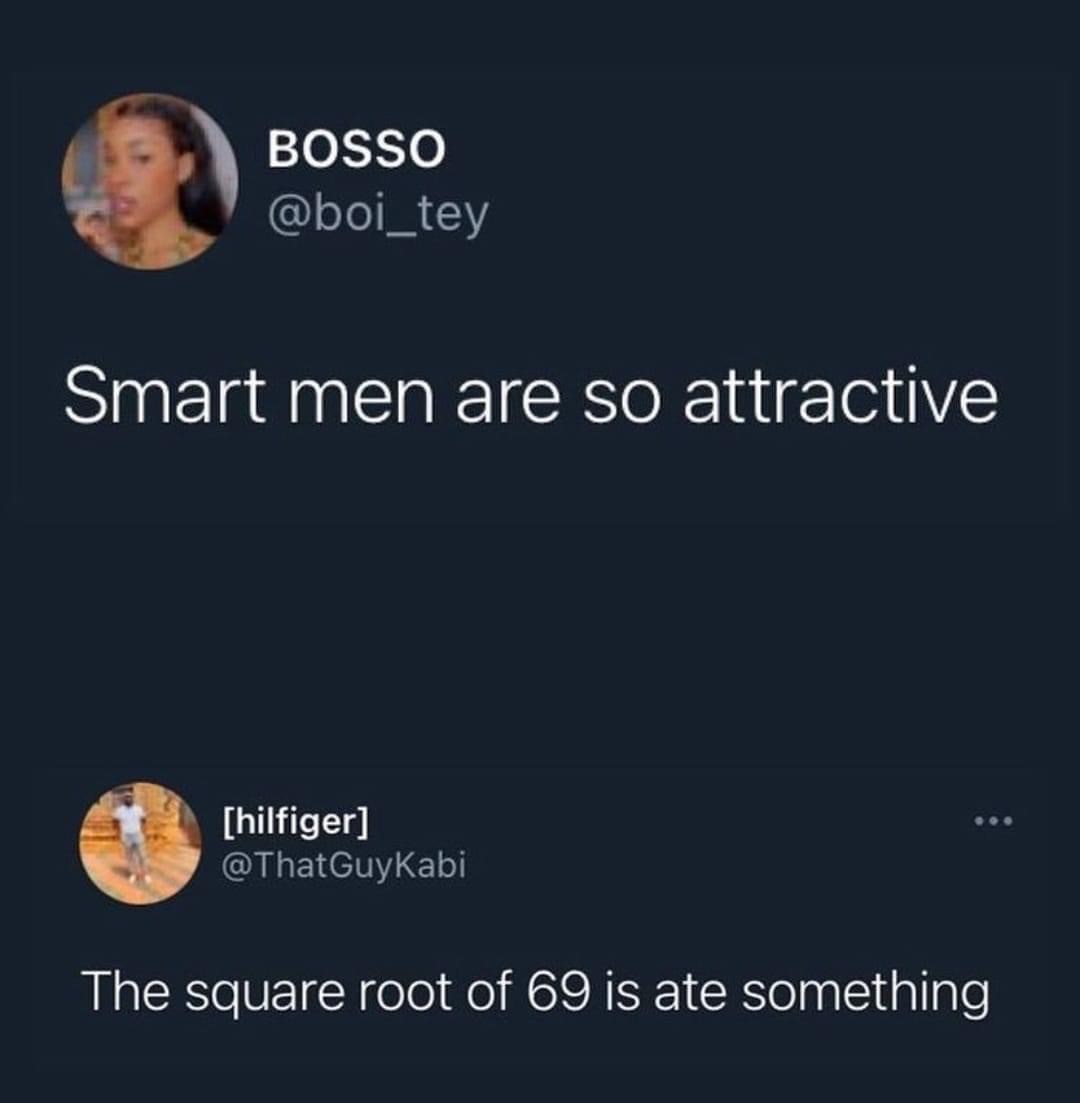 BOSSO
@boi_tey
Smart men are so attractive
[hilfiger]
@ThatGuyKabi
The square root of 69 is ate something